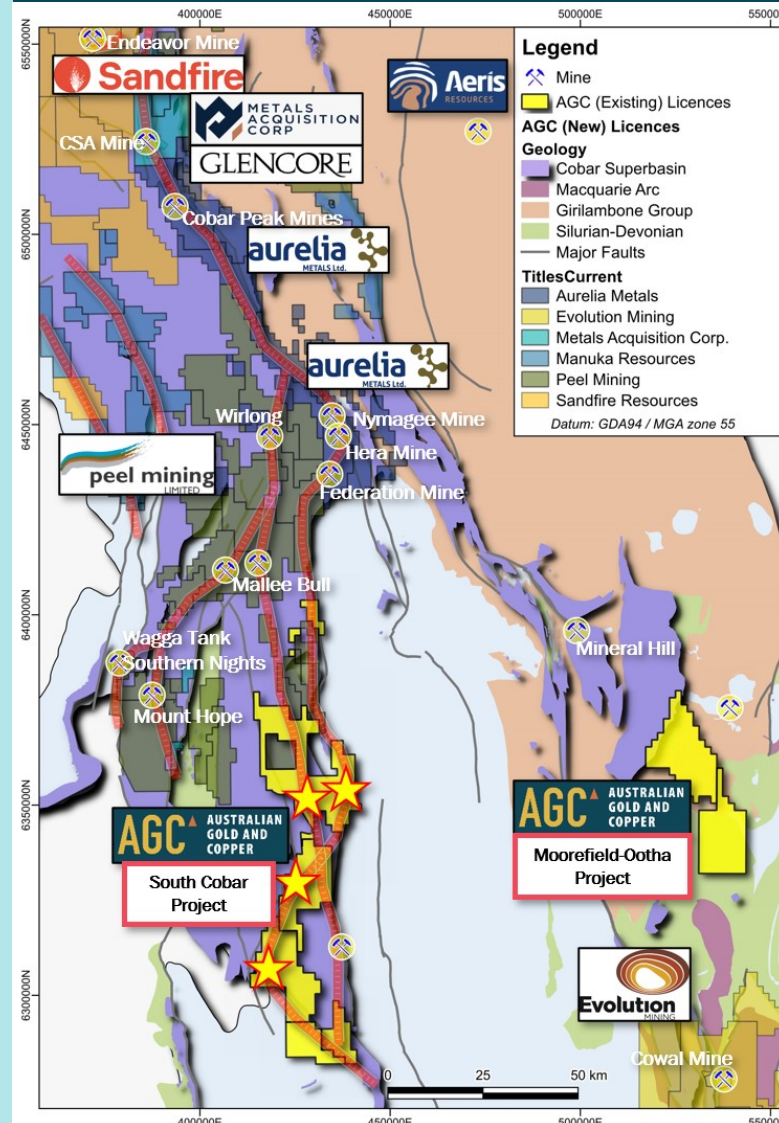 400000E
450000E
500000E
55000
6550000N
6500000N
6450000N
6400000N
6350000N
6300000N
Endeavor Mine
Sandfire
METALS
ACQUISITION
CORP
GLENCORE
Aeris
RESOURCES
CSA Mine
Cobar Peak Mines
aurelia
METALS Ltd.
aurelia
METALS Ltd.
Wirlong
Nymagee Mine
Hera Mine
Federation Mine
peel mining
LIMITED
Mallee Bull
Wagga Tank
Southern Nights
Mount Hope
Mineral Hill
AGC
AUSTRALIAN
GOLD AND
COPPER
South Cobar
Project
AGC
AUSTRALIAN
GOLD AND
COPPER
Moorefield-Ootha
Project
Evolution
MINING
Cowal Mine
Legend
Mine
AGC (Existing) Licences
AGC (New) Licences
Geology
Cobar Superbasin
Macquarie Arc
Girilambone Group
Silurian-Devonian
Major Faults
TitlesCurrent
Aurelia Metals
Evolution Mining
Metals Acquisition Corp.
Manuka Resources
Peel Mining
Sandfire Resources
Datum: GDA94 / MGA zone 55
0 25 50 km
400000E
450000E
500000E
55000